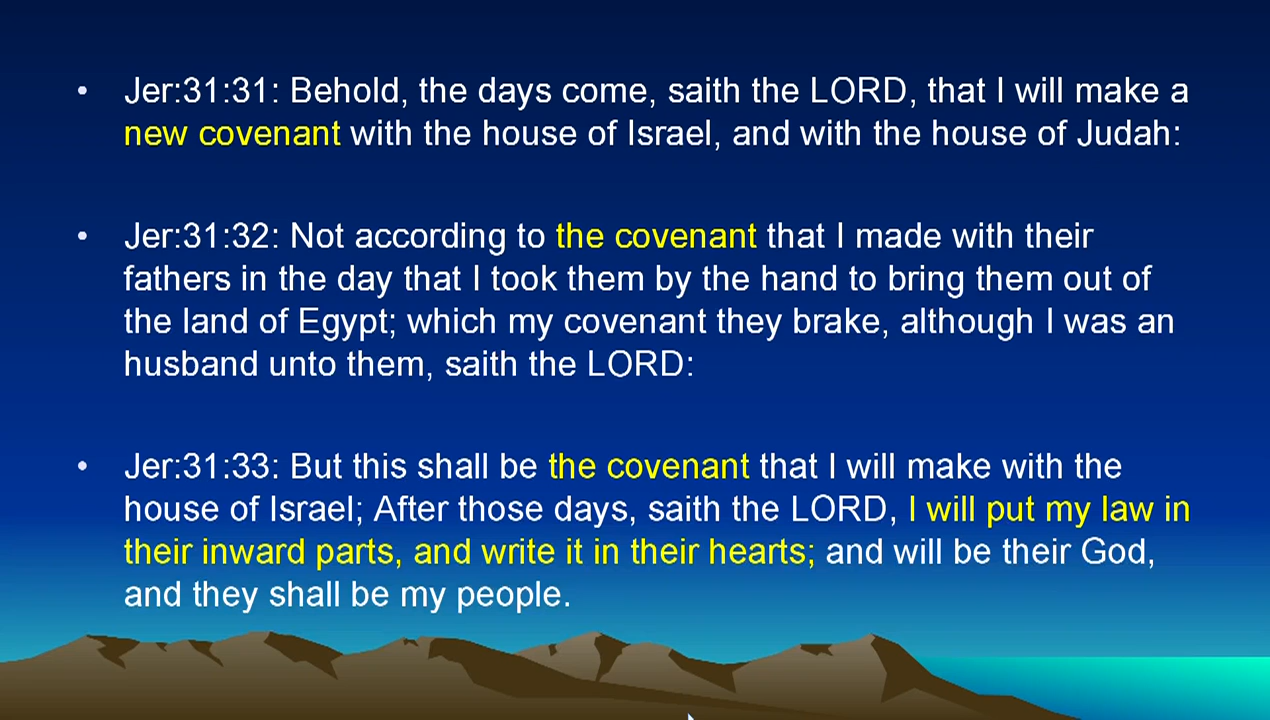 • Jer:31:31: Behold, the days come, saith the LORD, that I will make a
new covenant with the house of Israel, and with the house of Judah:
• Jer:31:32: Not according to the covenant that I made with their
fathers in the day that I took them by the hand to bring them out of
the land of Egypt; which my covenant they brake, although I was an
husband unto them, saith the LORD:
• Jer:31:33: But this shall be the covenant that I will make with the
house of Israel; After those days, saith the LORD, I will put my law in
their inward parts, and write it in their hearts; and will be their God,
and they shall be my people.